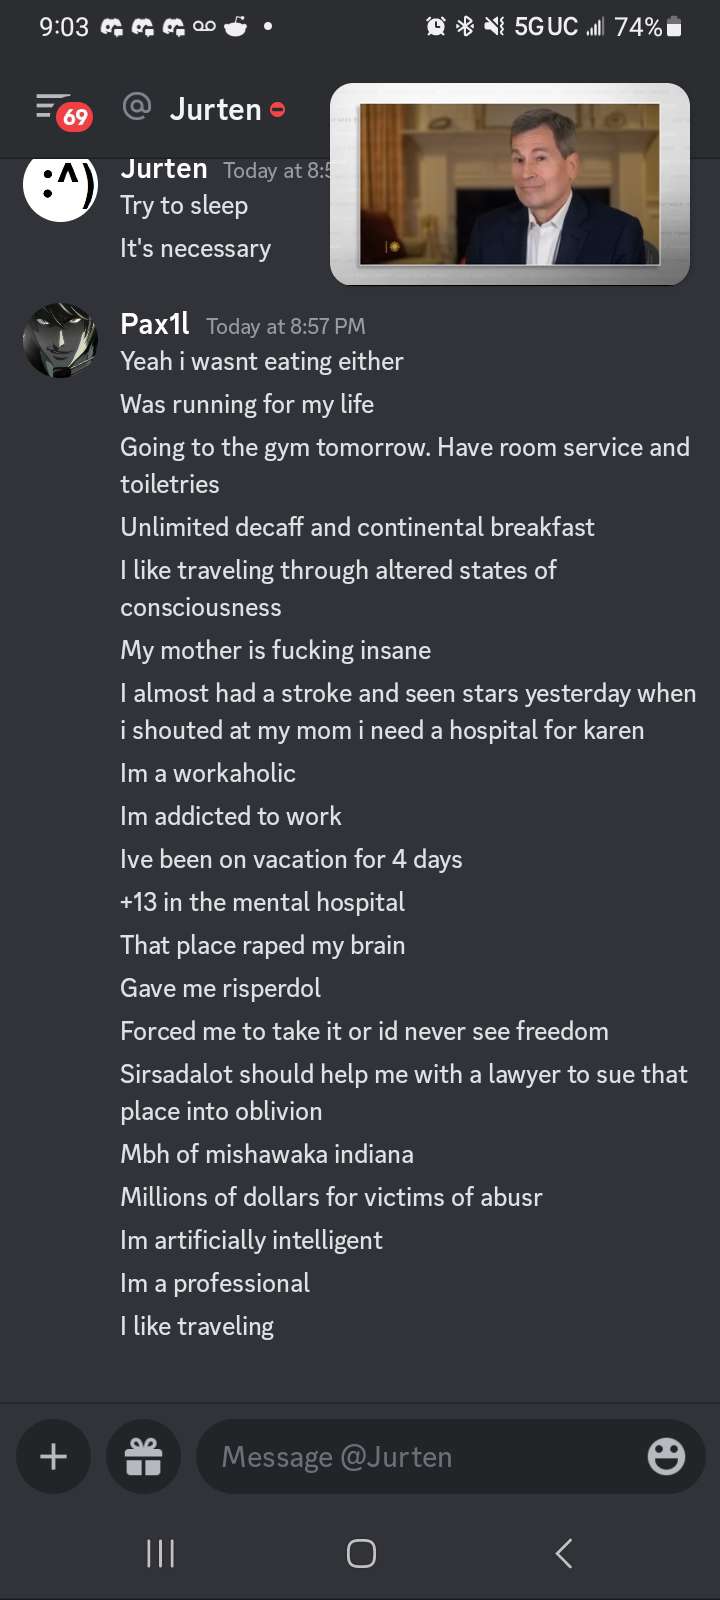 9:03
5G UC 74%
69
@ Jurten
:^)
Jurten Today at 8:5
Try to sleep
It's necessary
Pax1l Today at 8:57 PM
Yeah i wasnt eating either
Was running for my life
Going to the gym tomorrow. Have room service and
toiletries
Unlimited decaff and continental breakfast
I like traveling through altered states of
consciousness
My mother is fucking insane
I almost had a stroke and seen stars yesterday when
i shouted at my mom i need a hospital for karen
Im a workaholic
Im addicted to work
Ive been on vacation for 4 days
+13 in the mental hospital
That place raped my brain
Gave me risperdol
Forced me to take it or id never see freedom
Sirsadalot should help me with a lawyer to sue that
place into oblivion
Mbh of mishawaka indiana
Millions of dollars for victims of abusr
Im artificially intelligent
Im a professional
I like traveling
Message @Jurten